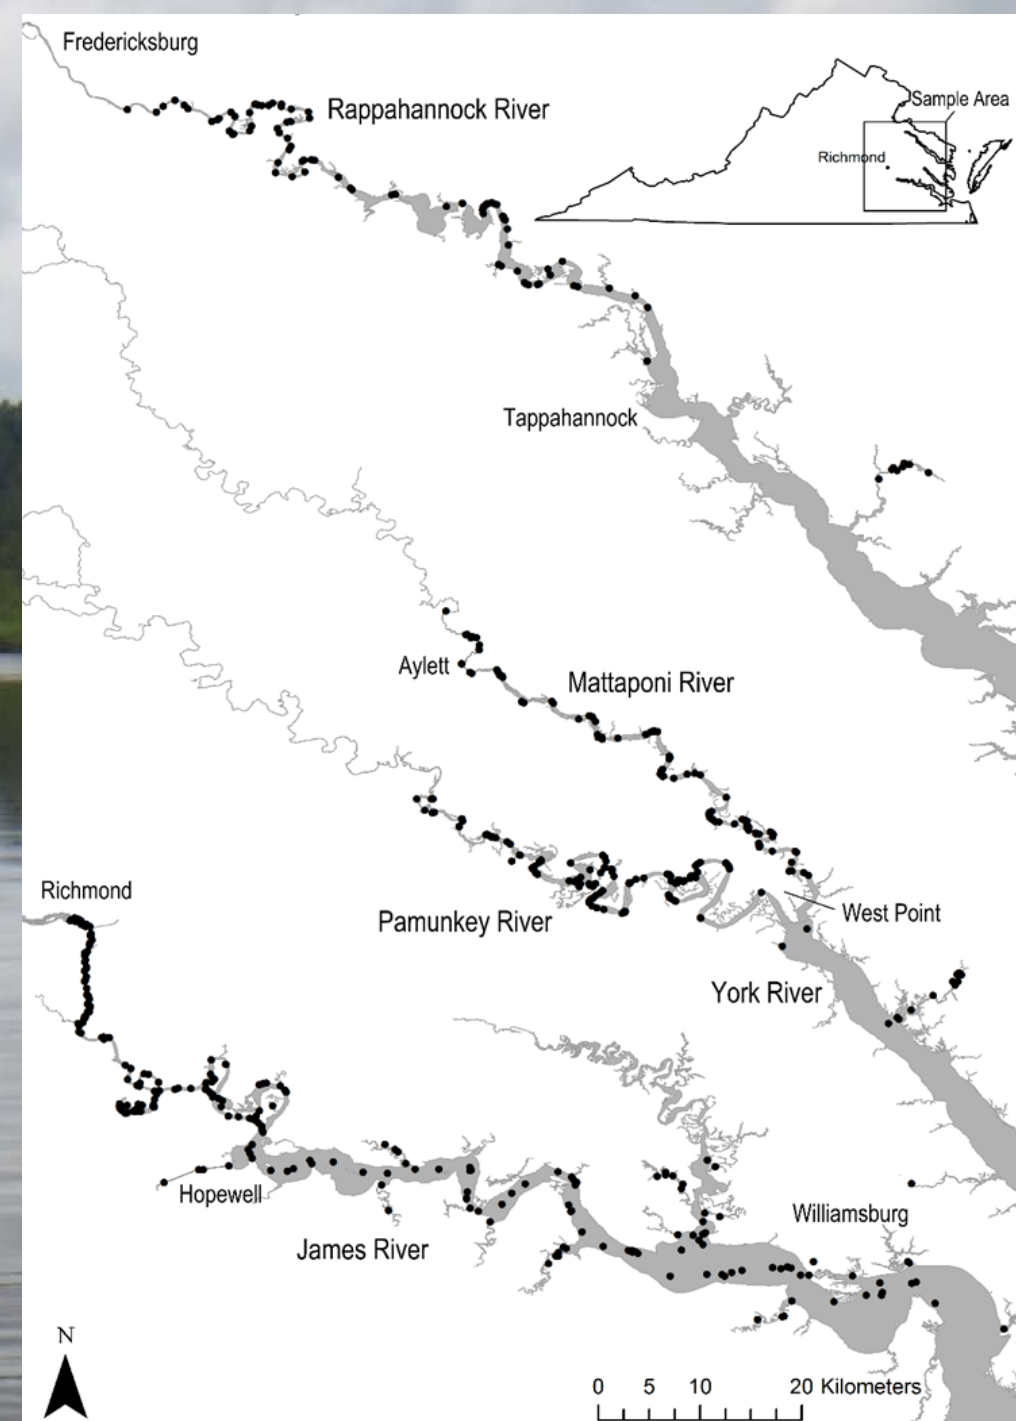 Fredericksburg
Rappahannock River
Sample Area
Richmond
Tappahannock
Aylett
Mattaponi River
Richmond
Pamunkey River
West Point
York River
Hopewell
Williamsburg
James River
N
0 5 10 20 Kilometers